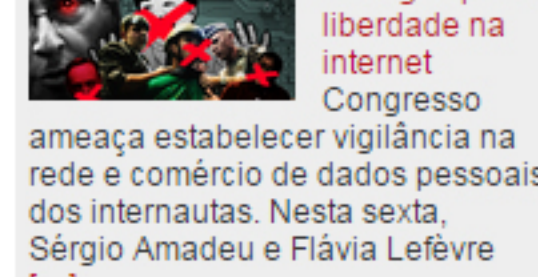 liberdade na
internet
Congresso
ameaça estabelecer vigilância na
rede e comércio de dados pessoais
dos internautas. Nesta sexta,
Sérgio Amadeu e Flávia Lefèvre